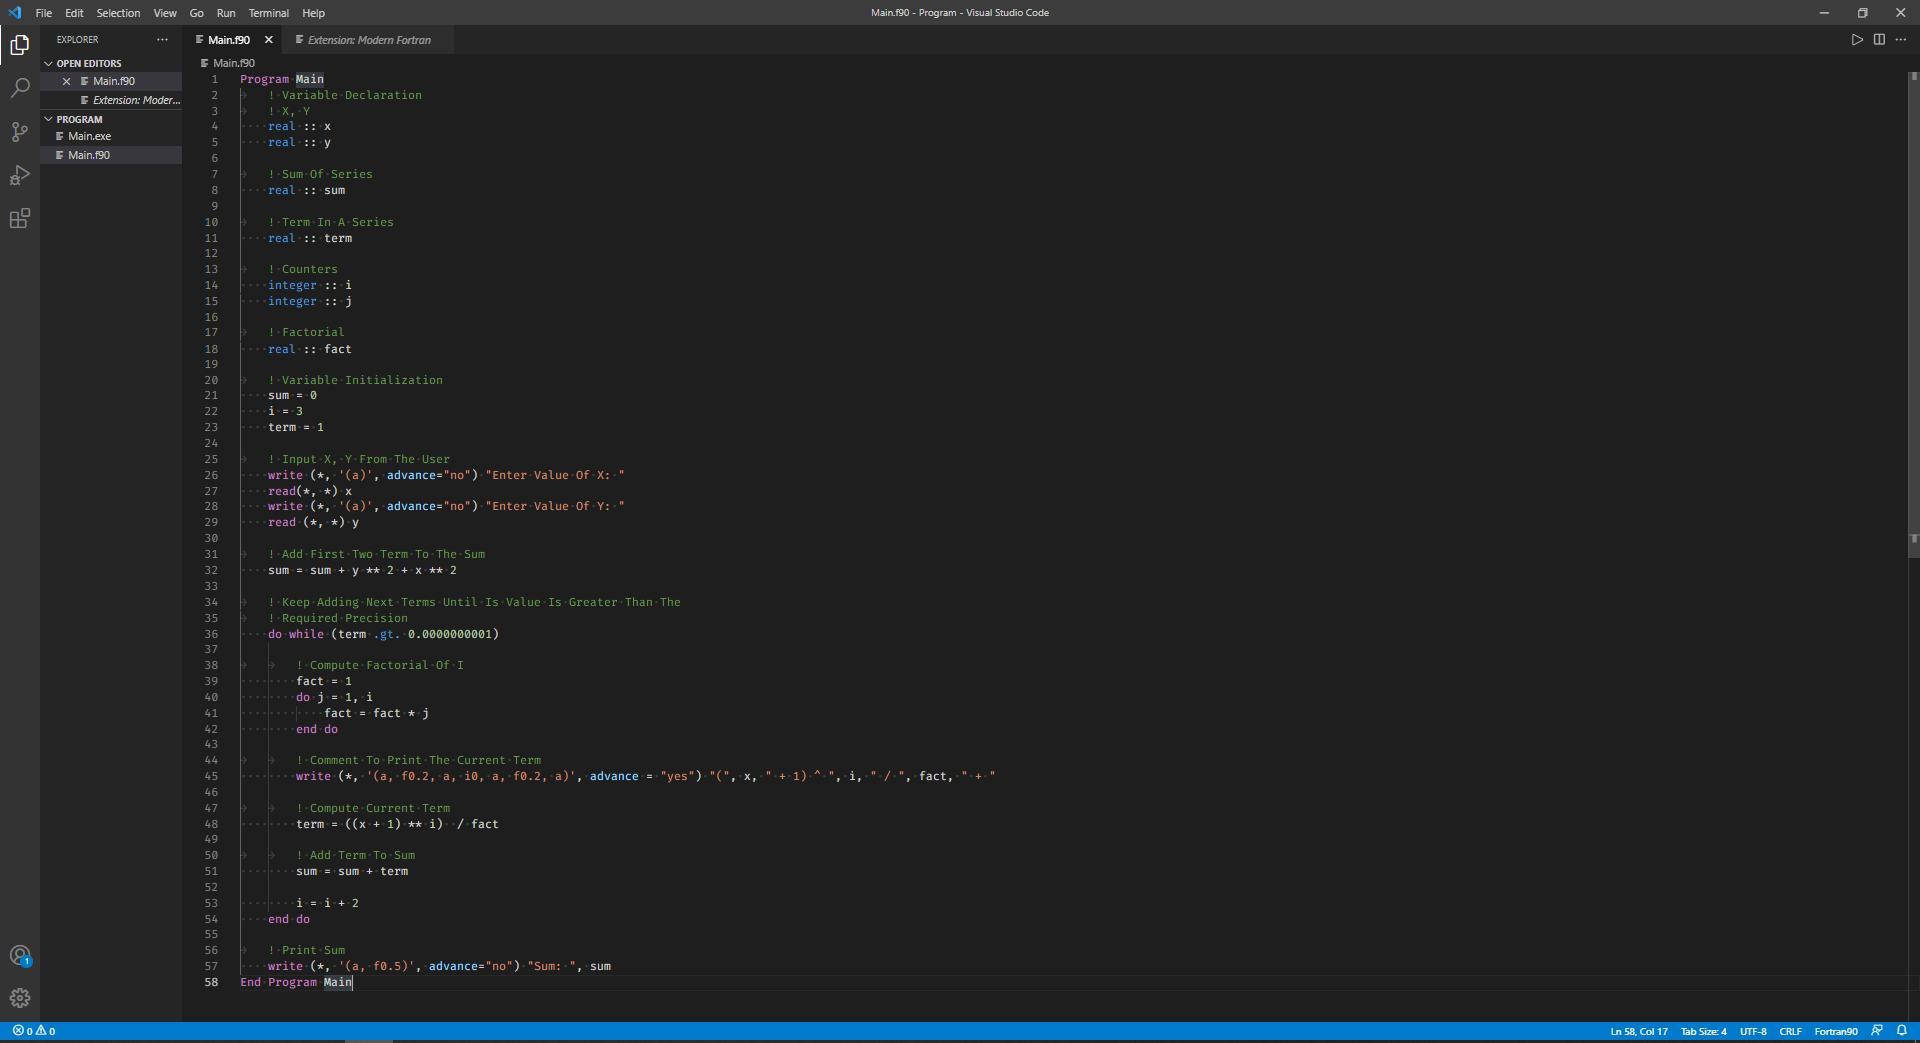 File Edit Selection View Go Run Terminal Help
Main.f90 - Program - Visual Studio Code
EXPLORER
Main.f90
Extension: Modern Fortran
OPEN EDITORS
Main.f90
Extension: Moder...
PROGRAM
Main.exe
Main.f90
Main.f90
1 Program Main
2 ! Variable Declaration
3 ! X, Y
4 real :: x
5 real :: y
6
7 ! Sum Of Series
8 real :: sum
9
10 ! Term In A Series
11 real :: term
12
13 ! Counters
14 integer :: i
15 integer :: j
16
17 ! Factorial
18 real :: fact
19
20 ! Variable Initialization
21 sum = 0
22 i = 3
23 term = 1
24
25 ! Input X, Y From The User
26 write (*, '(a)', advance="no") "Enter Value Of X: "
27 read(*, *) x
28 write (*, '(a)', advance="no") "Enter Value Of Y: "
29 read (*, *) y
30
31 ! Add First Two Term To The Sum
32 sum = sum + y ** 2 + x ** 2
33
34 ! Keep Adding Next Terms Until Is Value Is Greater Than The
35 ! Required Precision
36 do while (term .gt. 0.0000000001)
37
38 ! Compute Factorial Of I
39 fact = 1
40 do j = 1, i
41 fact = fact * j
42 end do
43
44 ! Comment To Print The Current Term
45 write (*, '(a, f0.2, a, i0, a, f0.2, a)', advance = "yes") "(", x, " + 1) ^ ", i, " / ", fact, " + "
46
47 ! Compute Current Term
48 term = ((x + 1) ** i) / fact
49
50 ! Add Term To Sum
51 sum = sum + term
52
53 i = i + 2
54 end do
55
56 ! Print Sum
57 write (*, '(a, f0.5)', advance="no") "Sum: ", sum
58 End Program Main
1
0 0
Ln 58, Col 17 Tab Size: 4 UTF-8 CRLF Fortran90